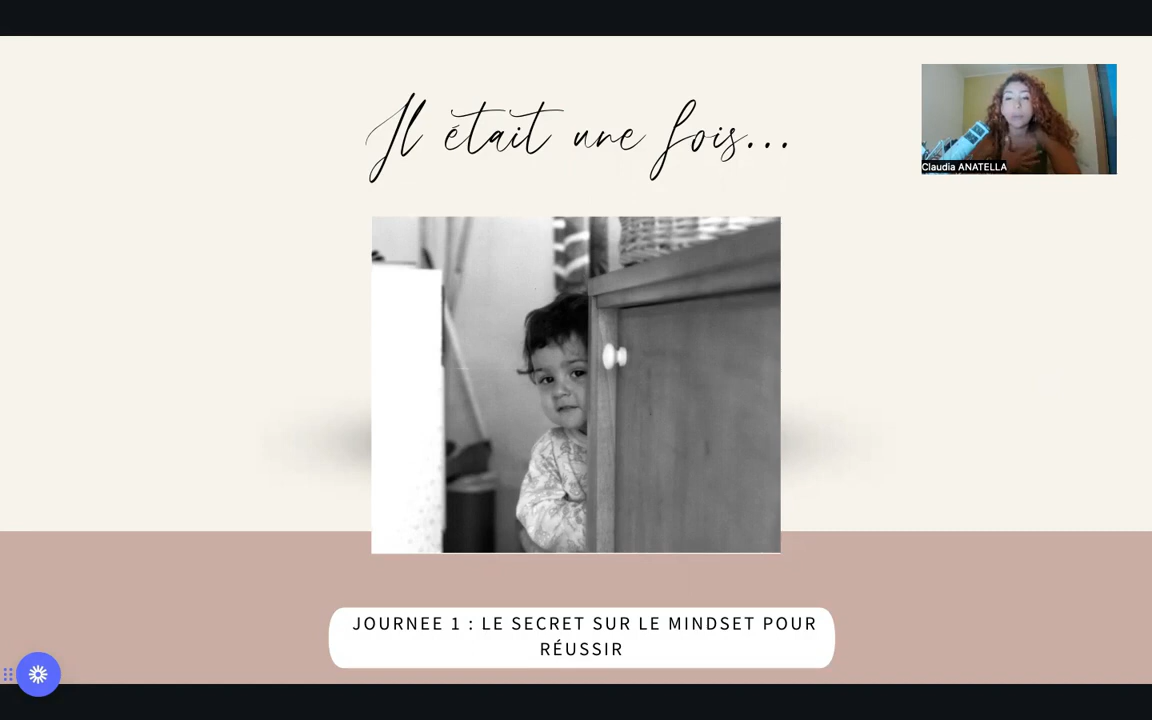 Il était une fois...
Claudia ANATELLA
JOURNEE 1 : LE SECRET SUR LE MINDSET POUR
RÉUSSIR